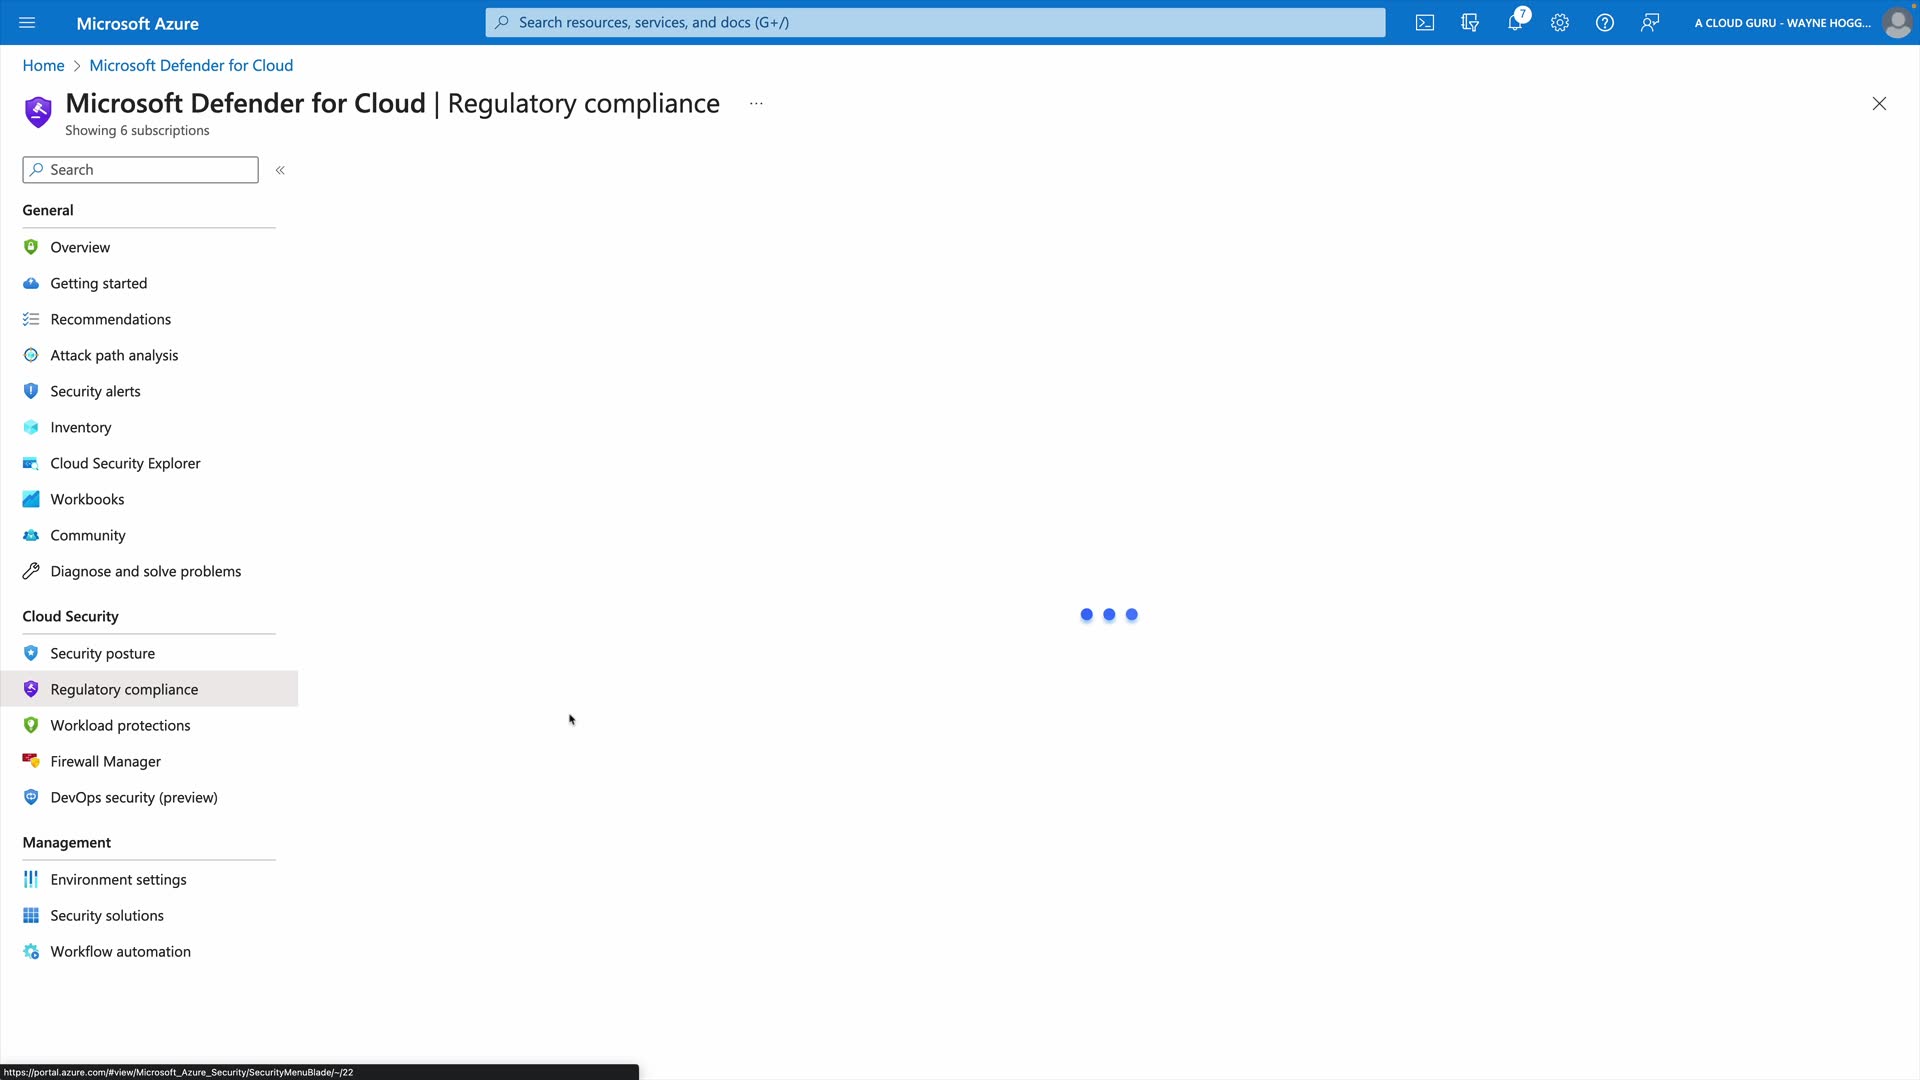 Microsoft Azure
Search resources, services, and docs (G+/)
7
A CLOUD GURU - WAYNE HOGG...
Home > Microsoft Defender for Cloud
Microsoft Defender for Cloud | Regulatory compliance ...
Showing 6 subscriptions
Search
«
General
Overview
Getting started
Recommendations
Attack path analysis
Security alerts
Inventory
Cloud Security Explorer
Workbooks
Community
Diagnose and solve problems
Cloud Security
Security posture
Regulatory compliance
Workload protections
Firewall Manager
DevOps security (preview)
Management
Environment settings
Security solutions
Workflow automation
https://portal.azure.com/#view/Microsoft_Azure_Security/SecurityMenuBlade/~/22